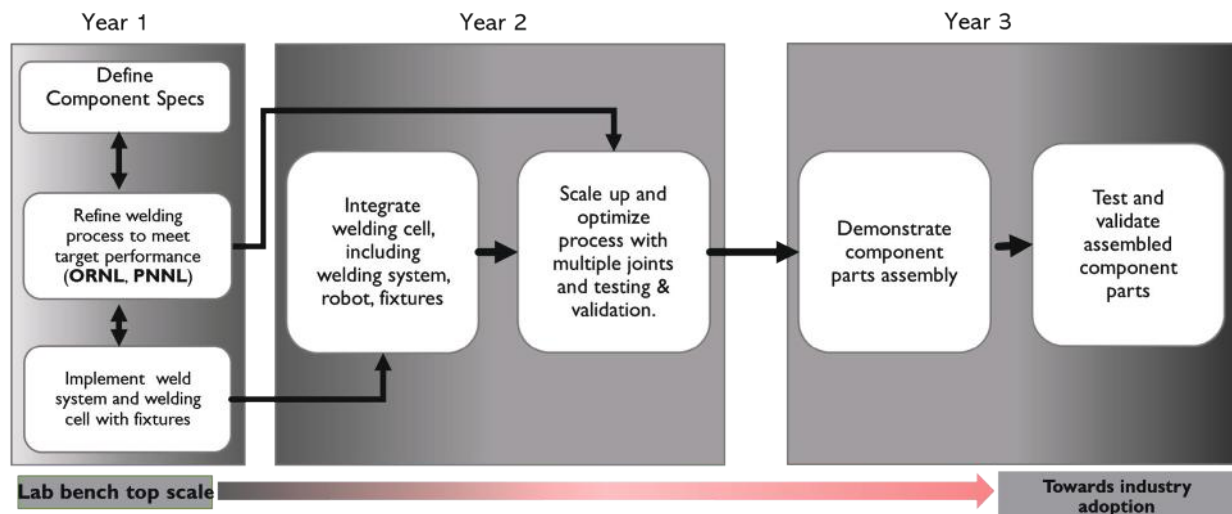 Year 1
Year 2
Year 3
Define
Component Specs
Refine welding
process to meet
target performance
(ORNL, PNNL)
Implement weld
system and welding
cell with fixtures
Integrate
welding cell,
including
welding system,
robot, fixtures
Scale up and
optimize
process with
multiple joints
and testing &
validation.
Demonstrate
component
parts assembly
Test and
validate
assembled
component
parts
Lab bench top scale
Towards industry
adoption